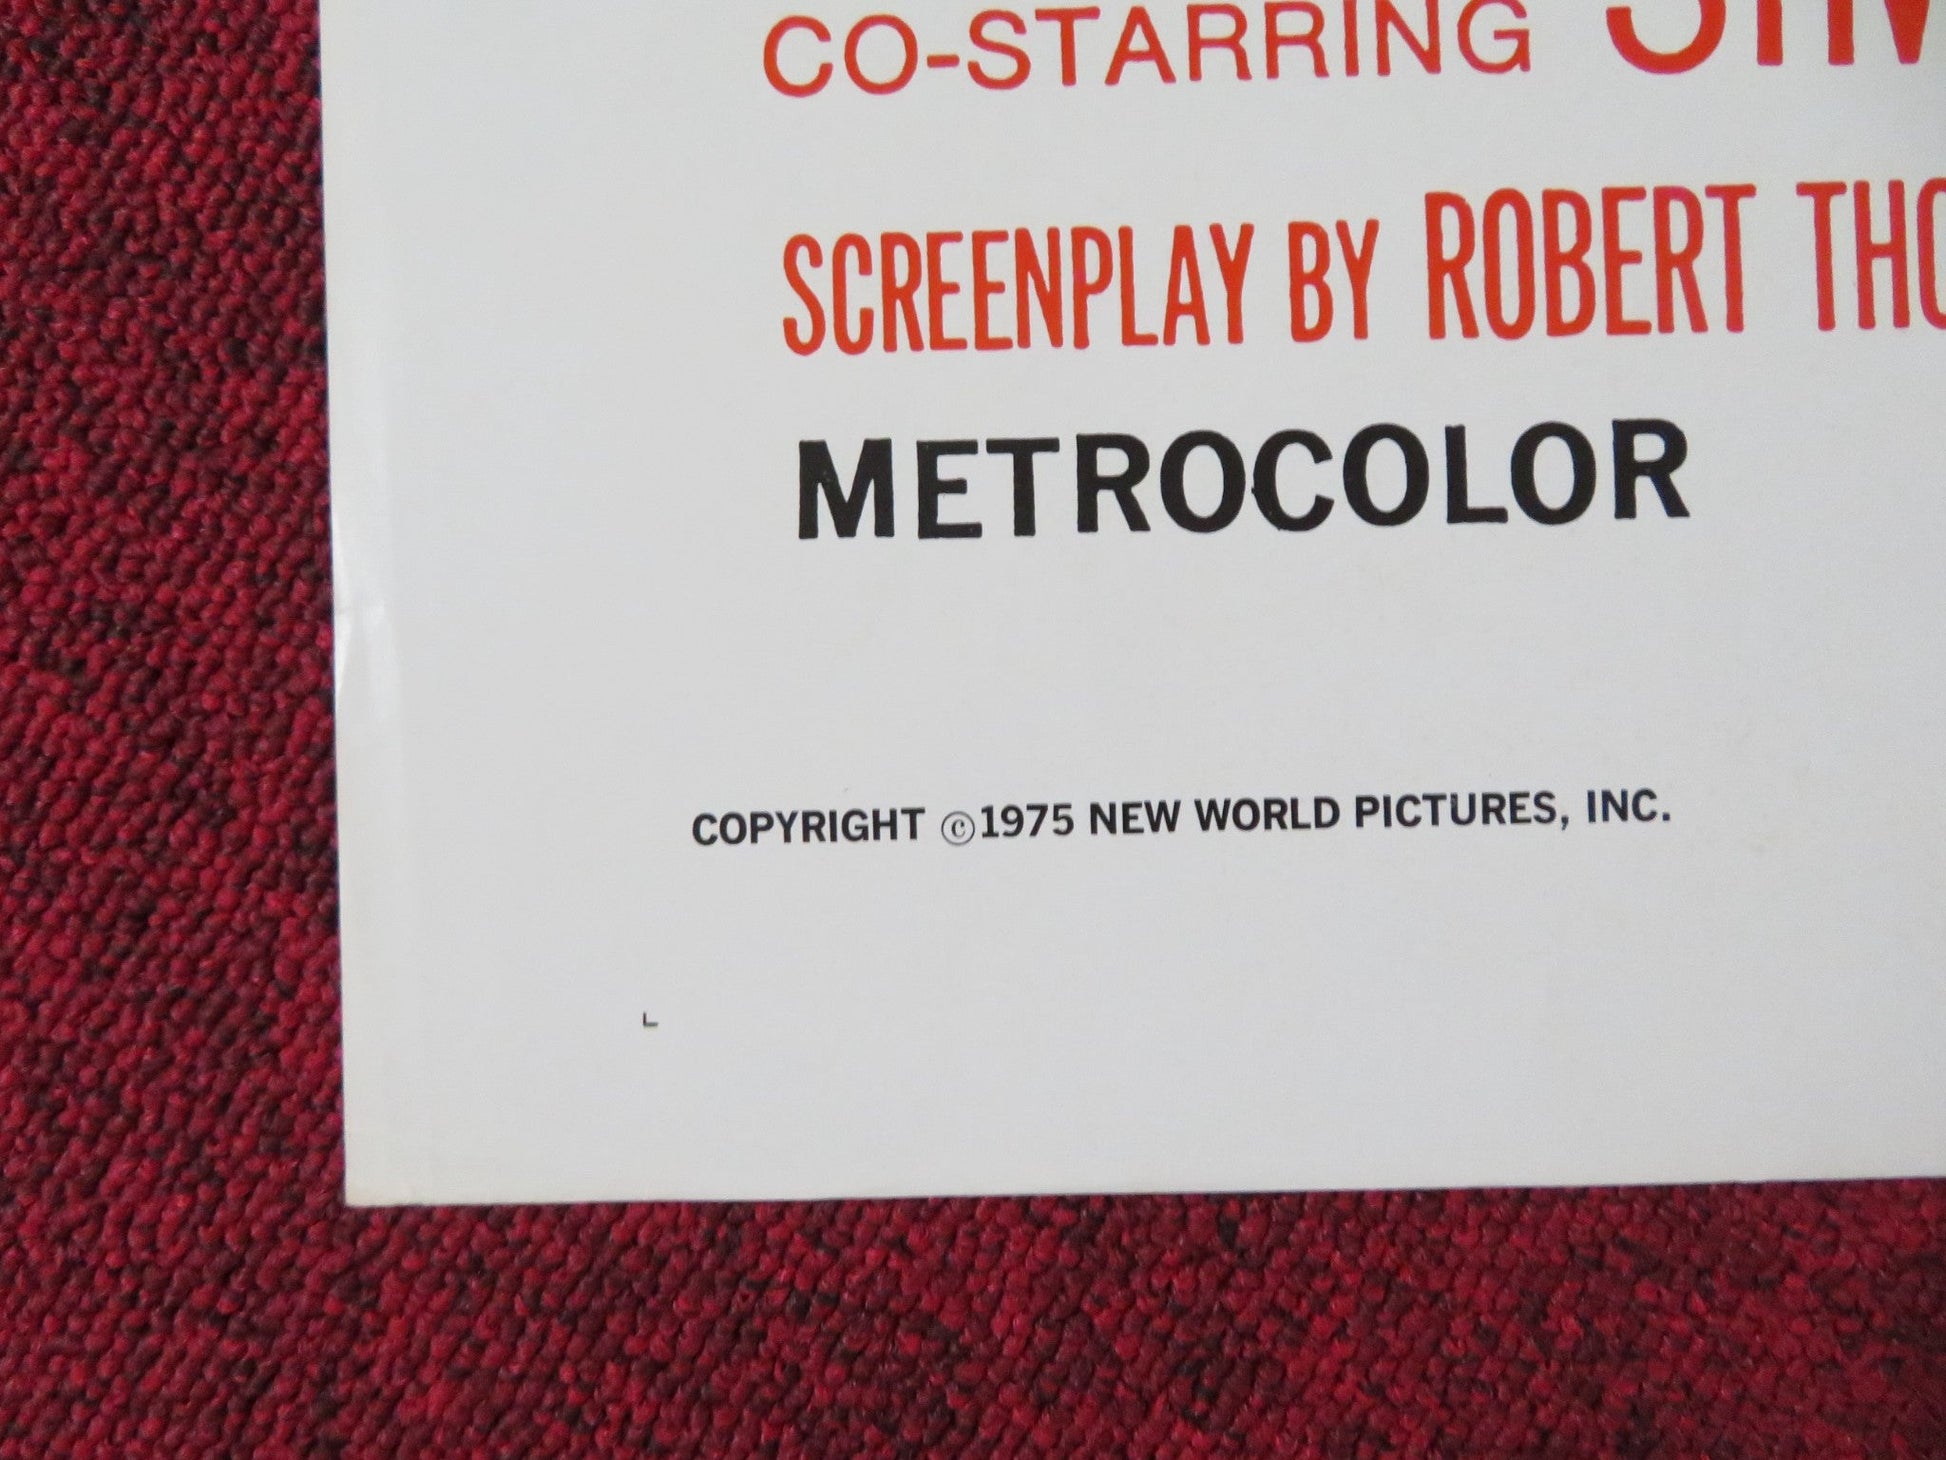 CO-STARRING
SCREENPLAY BY ROBERT
METROCOLOR
COPYRIGHT ©1975 NEW WORLD PICTURES, INC.